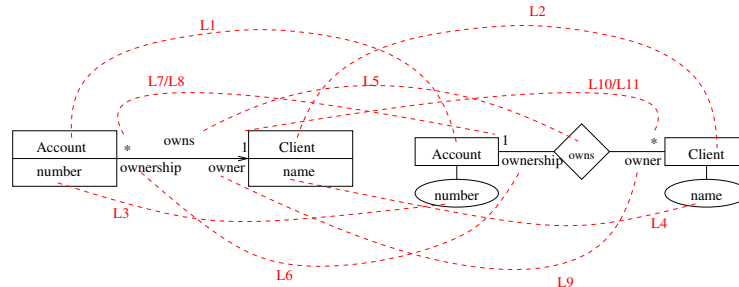 L1
L2
L7/L8
L5
L10/L11
owns
1
*
Account
*
Client
number
ownership
owner
name
1
*
Account
ownership
owns
owner
Client
number
name
L3
L4
L6
L9